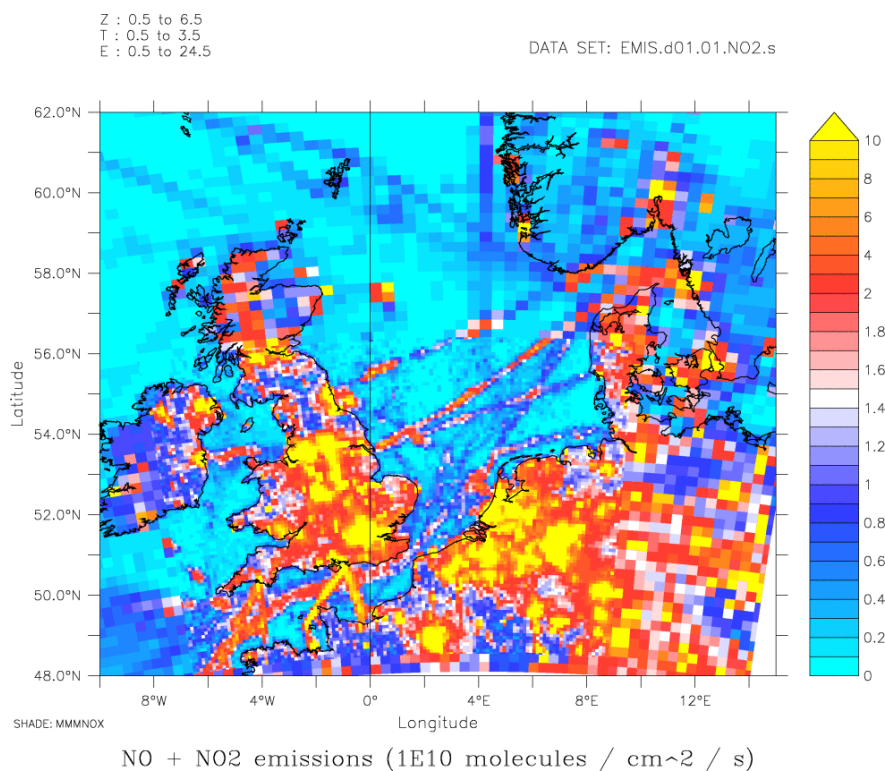 Z : 0.5 to 6.5
T : 0.5 to 3.5
E : 0.5 to 24.5
DATA SET: EMIS.d01.01.NO2.s
62.0°N
60.0°N
58.0°N
56.0°N
54.0°N
52.0°N
50.0°N
48.0°N
Latitude
8°W
4°W
0°
4°E
8°E
12°E
Longitude
10
8
6
4
2
1.8
1.6
1.4
1.2
1
0.8
0.6
0.4
0.2
0
SHADE: MMMNOX
NO + NO2 emissions (1E10 molecules / cm^2 / s)